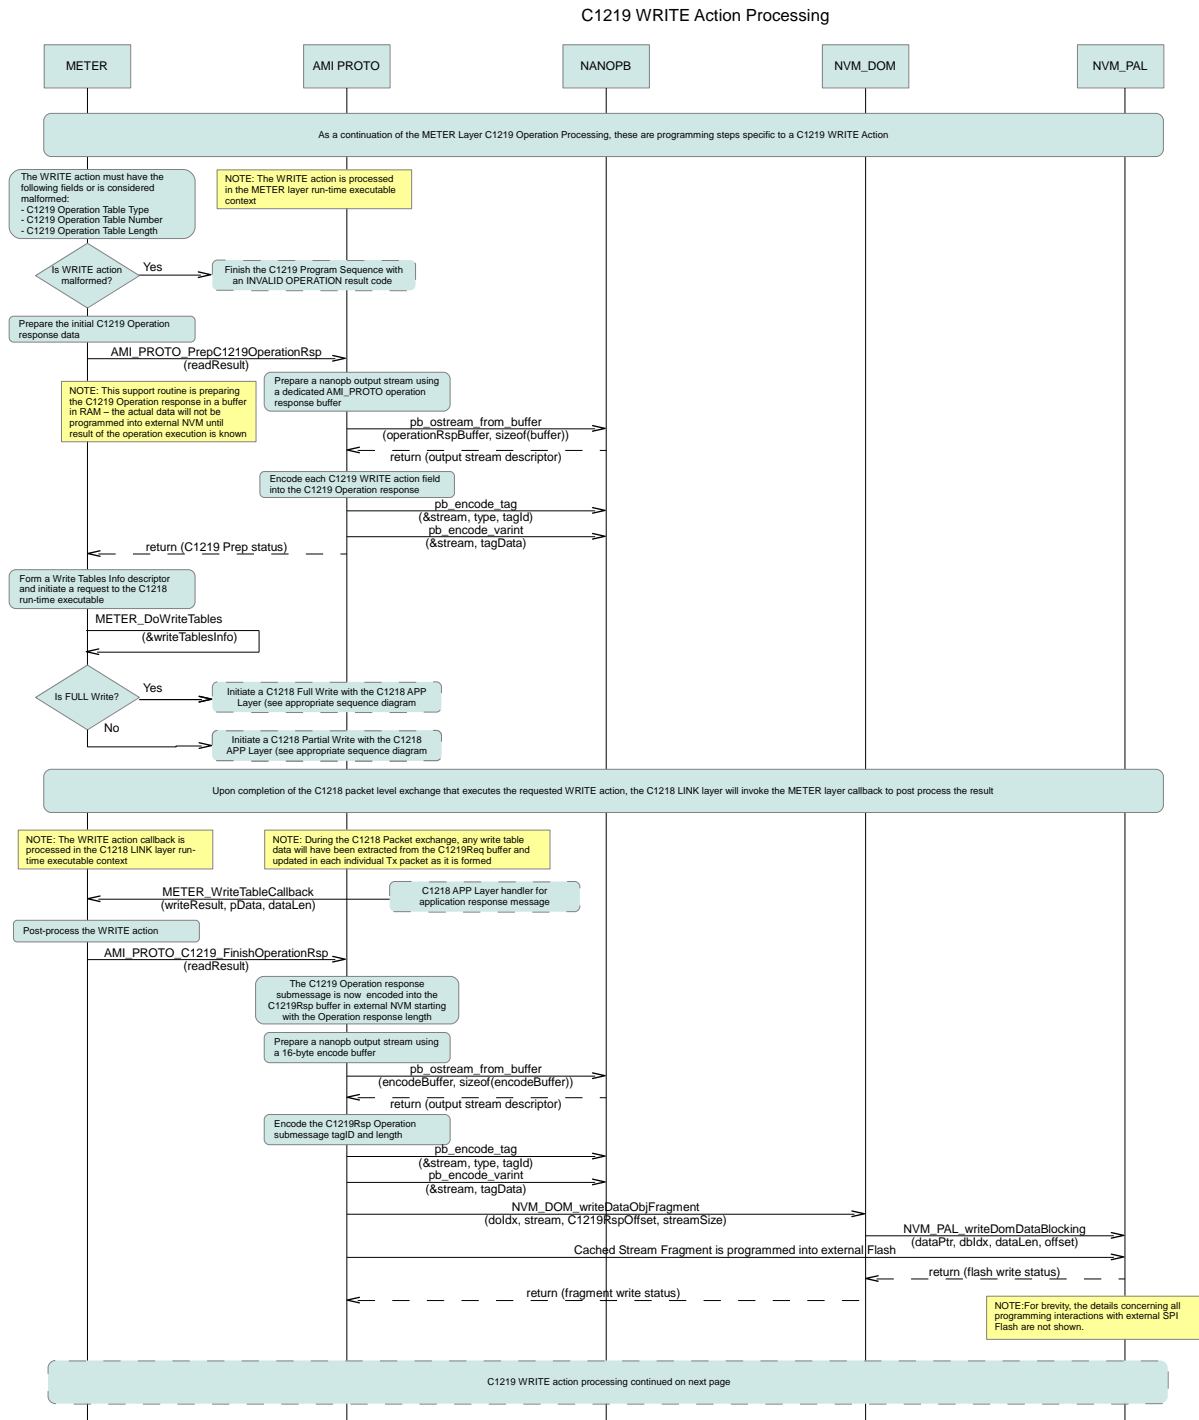 C1219 WRITE Action Processing
METER
AMI PROTO
NANOPB
NVM_DOM
NVM_PAL
As a continuation of the METER Layer C1219 Operation Processing, these are programming steps specific to a C1219 WRITE Action
The WRITE action must have the
following fields or is considered
malformed:
- C1219 Operation Table Type
- C1219 Operation Table Number
- C1219 Operation Table Length
NOTE: The WRITE action is processed
in the METER layer run-time executable
context
Is WRITE action
malformed?
Yes
Finish the C1219 Program Sequence with
an INVALID OPERATION result code
Prepare the initial C1219 Operation
response data
AMI_PROTO_PrepC1219OperationRsp
(readResult)
NOTE: This support routine is preparing
the C1219 Operation response in a buffer
in RAM – the actual data will not be
programmed into external NVM until
result of the operation execution is known
Prepare a nanopb output stream using
a dedicated AMI_PROTO operation
response buffer
pb_ostream_from_buffer
(operationRspBuffer, sizeof(buffer))
return (output stream descriptor)
Encode each C1219 WRITE action field
into the C1219 Operation response
pb_encode_tag
(&stream, type, tagId)
pb_encode_varint
(&stream, tagData)
return (C1219 Prep status)
Form a Write Tables Info descriptor
and initiate a request to the C1218
run-time executable
METER_DoWriteTables
(&writeTablesInfo)
Is FULL Write?
Yes
Initiate a C1218 Full Write with the C1218 APP
Layer (see appropriate sequence diagram
No
Initiate a C1218 Partial Write with the C1218
APP Layer (see appropriate sequence diagram
Upon completion of the C1218 packet level exchange that executes the requested WRITE action, the C1218 LINK layer will invoke the METER layer callback to post process the result
NOTE: The WRITE action callback is
processed in the C1218 LINK layer run-
time executable context
NOTE: During the C1218 Packet exchange, any write table
data will have been extracted from the C1219Req buffer and
updated in each individual Tx packet as it is formed
METER_WriteTableCallback
(writeResult, pData, dataLen)
C1218 APP Layer handler for
application response message
Post-process the WRITE action
AMI_PROTO_C1219_FinishOperationRsp
(readResult)
The C1219 Operation response
submessage is now encoded into the
C1219Rsp buffer in external NVM starting
with the Operation response length
Prepare a nanopb output stream using
a 16-byte encode buffer
pb_ostream_from_buffer
(encodeBuffer, sizeof(encodeBuffer))
return (output stream descriptor)
Encode the C1219Rsp Operation
submessage tagID and length
pb_encode_tag
(&stream, type, tagId)
pb_encode_varint
(&stream, tagData)
NVM_DOM_writeDataObjFragment
(doIdx, stream, C1219RspOffset, streamSize)
NVM_PAL_writeDomDataBlocking
(dataPtr, dbIdx, dataLen, offset)
Cached Stream Fragment is programmed into external Flash
return (flash write status)
return (fragment write status)
NOTE:For brevity, the details concerning all
programming interactions with external SPI
Flash are not shown.
C1219 WRITE action processing continued on next page